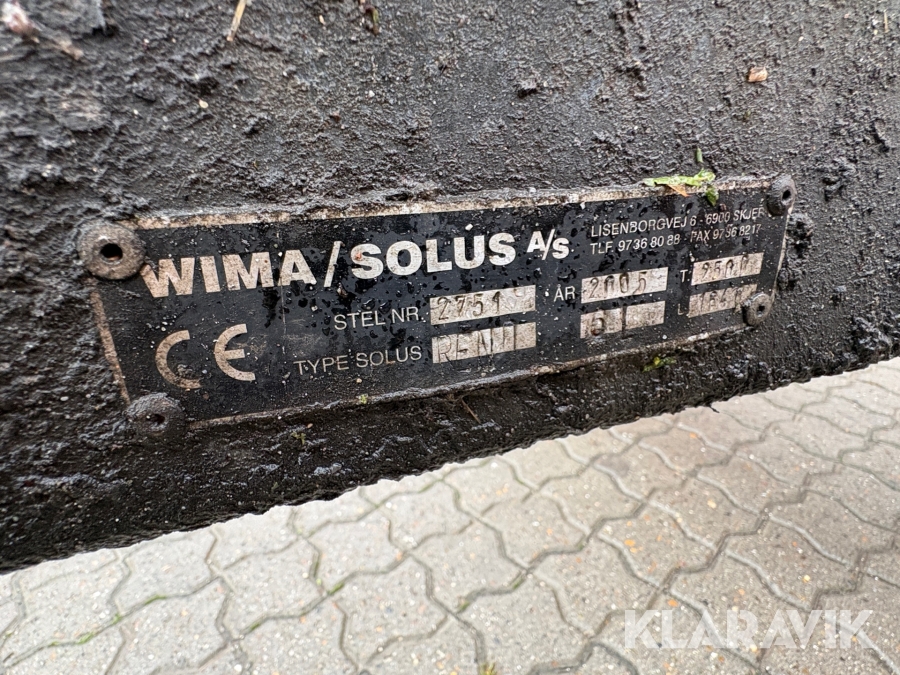 WIMA/SOLUS A/S
LISENBORGVEJ 6 - 6900 SKJER
TLF. 9736 80 88 - FAX 9736 8217
STEL NR. 2751 ÅR 2005 T
TYPE SOLUS
CE
KLARAVIK